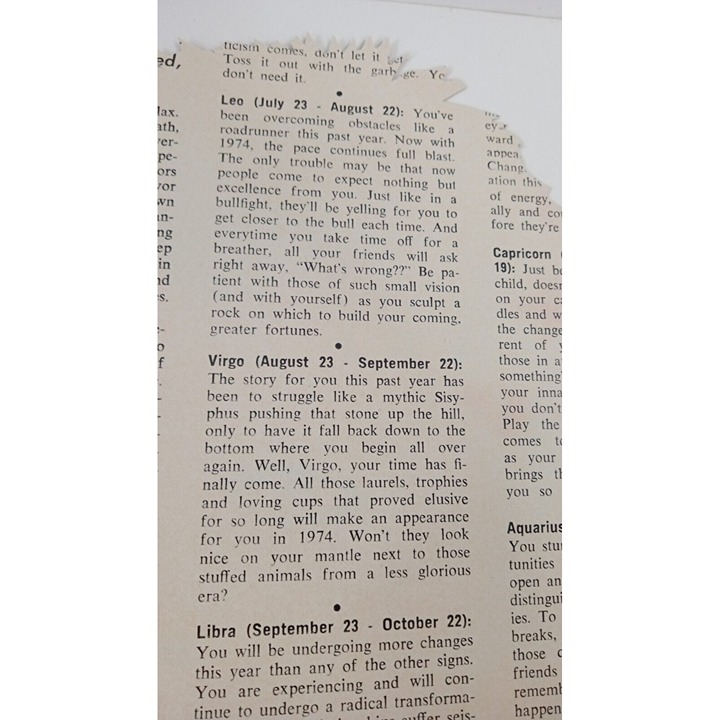 ed,
lax.
ath,
ver-
pe-
ors
vor
wn
an-
ng
ep
in
nd
es.
ticism comes, don't let it get
Toss it out with the garbage. Yo
don't need it.
Leo (July 23 - August 22): You've
been overcoming obstacles like a
roadrunner this past year. Now with
1974, the pace continues full blast.
The only trouble may be that now
people come to expect nothing but
excellence from you. Just like in a
bullfight, they'll be yelling for you to
get closer to the bull each time. And
everytime you take time off for a
breather, all your friends will ask
right away, "What's wrong??" Be pa-
tient with those of such small vision
(and with yourself) as you sculpt a
rock on which to build your coming,
greater fortunes.
Virgo (August 23 - September 22):
The story for you this past year has
been to struggle like a mythic Sisy-
phus pushing that stone up the hill,
only to have it fall back down to the
bottom where you begin all over
again. Well, Virgo, your time has fi-
nally come. All those laurels, trophies
and loving cups that proved elusive
for so long will make an appearance
for you in 1974. Won't they look
nice on your mantle next to those
stuffed animals from a less glorious
era?
Libra (September 23 - October 22):
You will be undergoing more changes
this year than any of the other signs.
You are experiencing and will con-
tinue to undergo a radical transforma-
suffer seis-
ward
appea
Chang
ation this
of energy,
ally and co
fore they're
Capricorn (
19): Just be
child, does
on your c
dles and w
the change
rent of y
those in a
something'
your inna
you don't
Play the
comes to
as your
brings th
you so
Aquarius
You stu
tunities
open an
distingui
ies. To
breaks,
those c
friends
rememb
happen